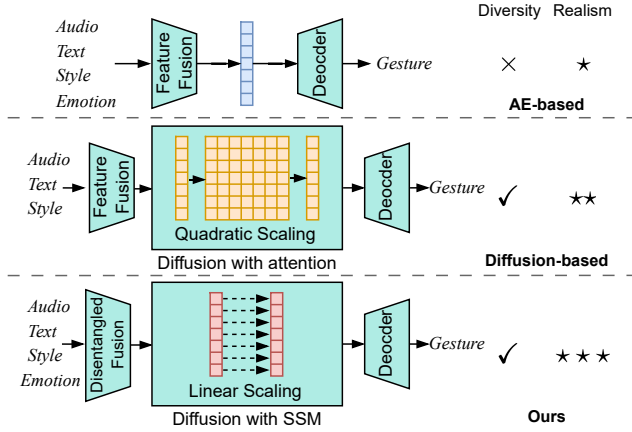 Diversity Realism
Audio
Text
Style
Emotion
Feature
Fusion
Deocder
Gesture
× ★
AE-based
Audio
Text
Style
Feature
Fusion
Quadratic Scaling
Diffusion with attention
Deocder
Gesture
✓ ★★
Diffusion-based
Audio
Text
Style
Emotion
Disentangled
Fusion
Linear Scaling
Diffusion with SSM
Deocder
Gesture
✓ ★ ★ ★
Ours